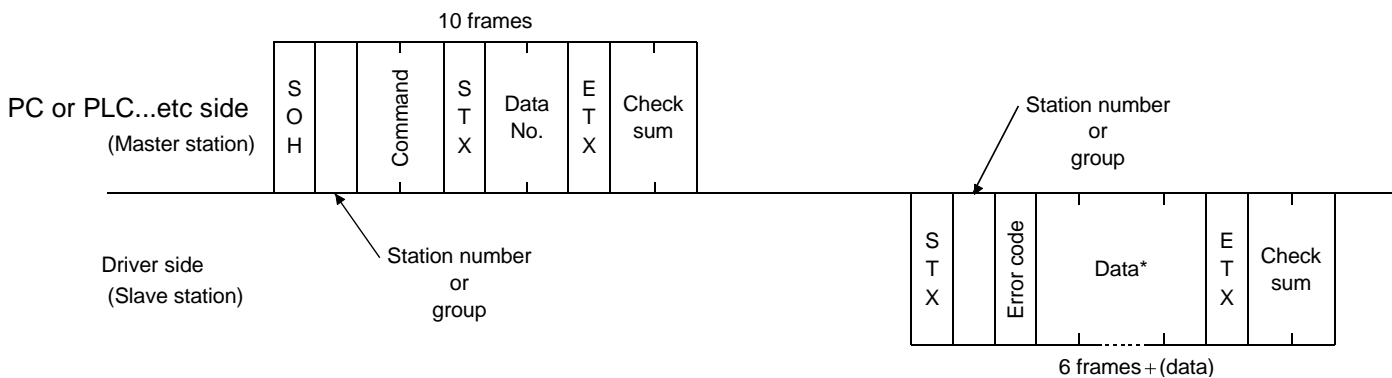 10 frames
PC or PLC...etc side
(Master station)
S
O
H
Command
S
T
X
Data
No.
E
T
X
Check
sum
Station number
or
group
Driver side
(Slave station)
Station number
or
group
S
T
X
Error code
Data*
E
T
X
Check
sum
6 frames+(data)